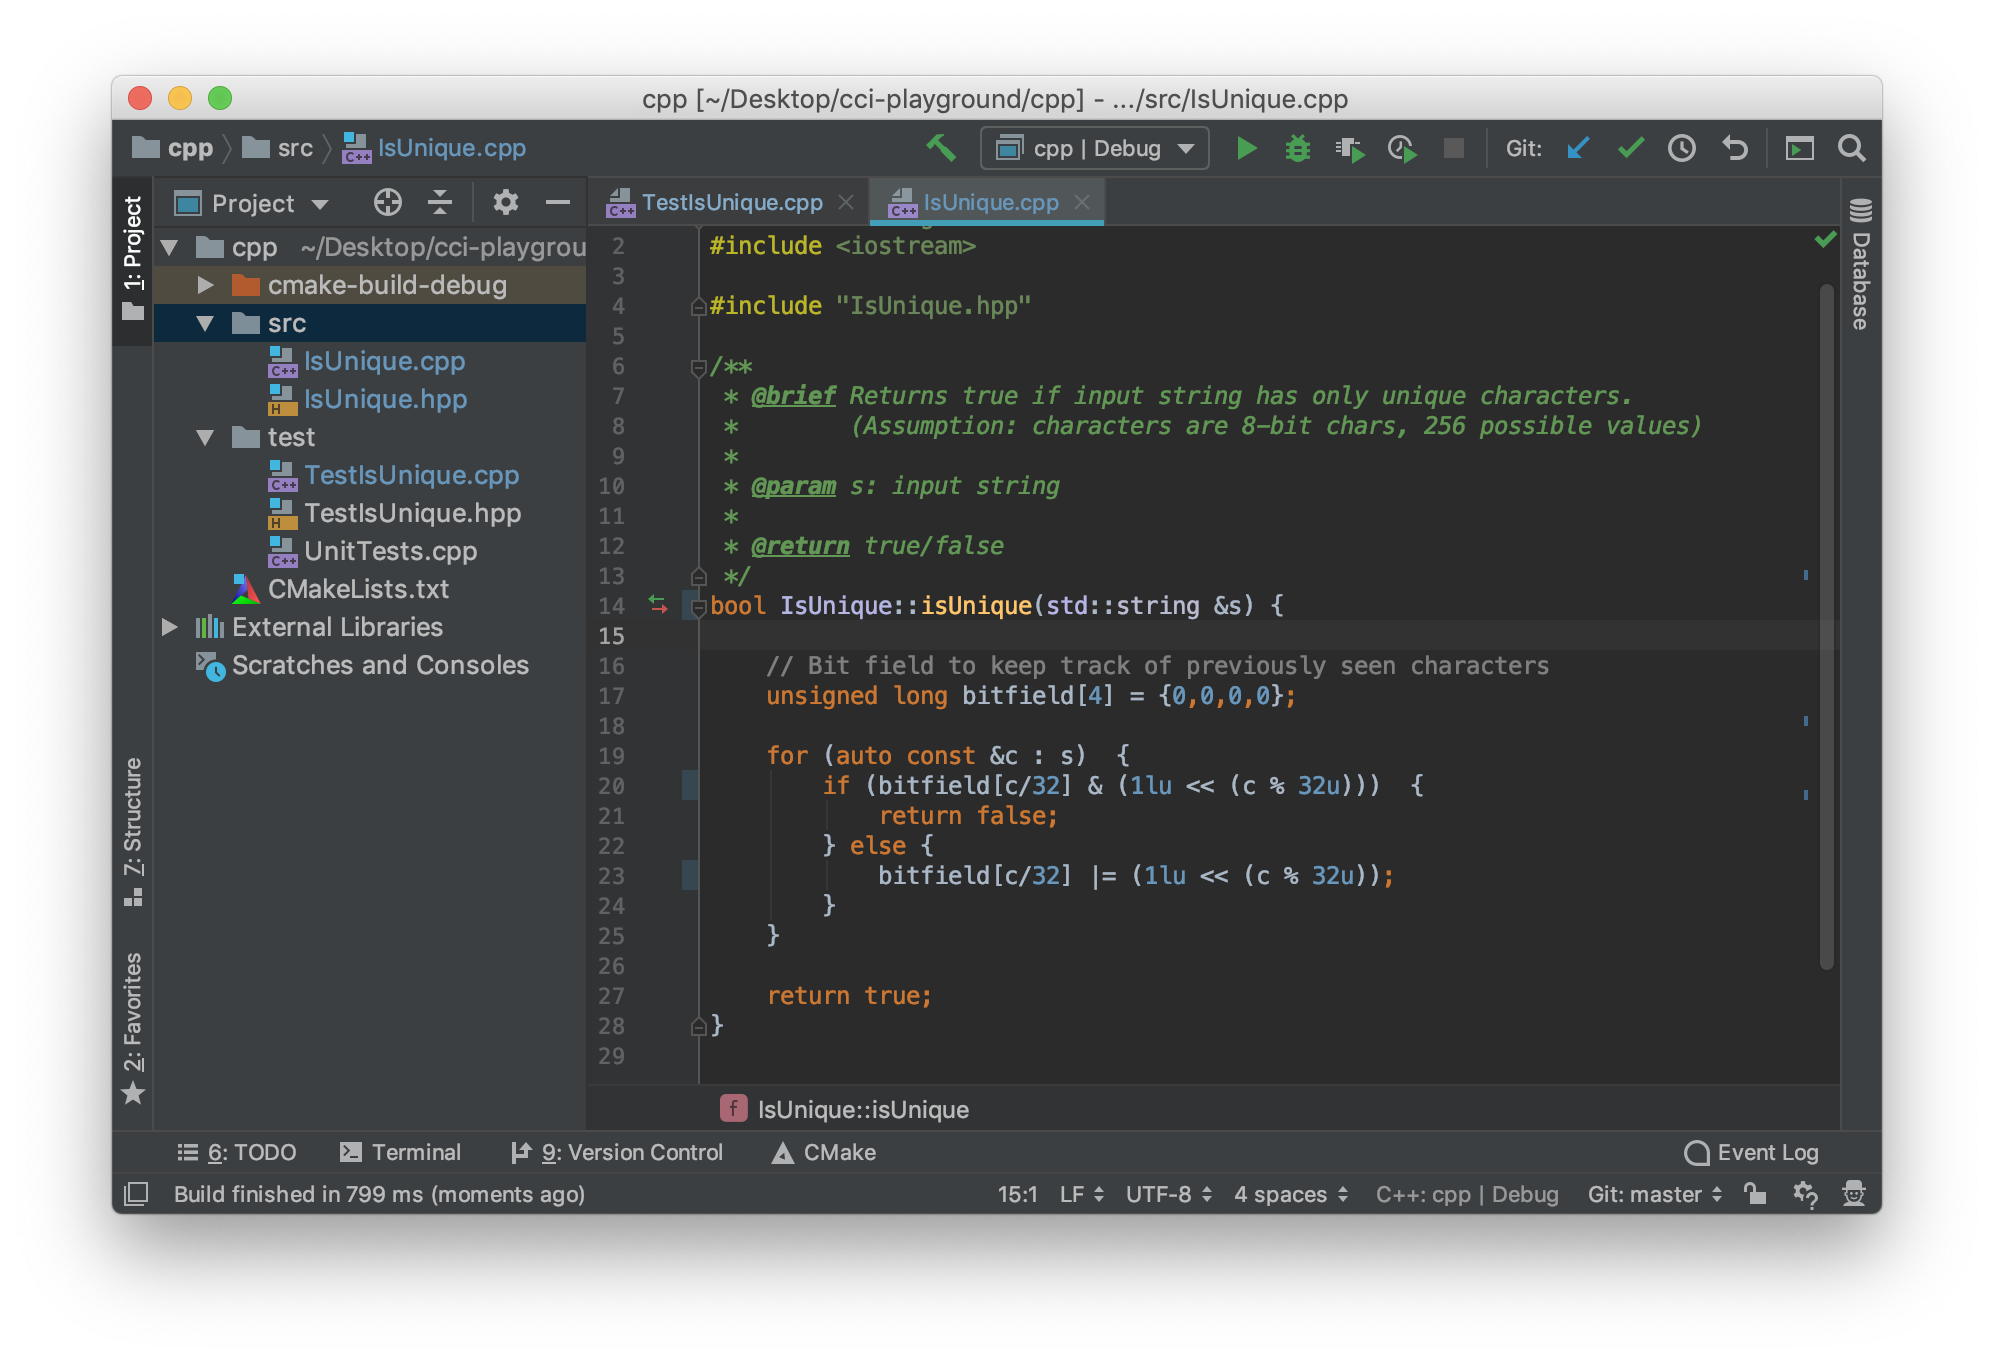 cpp [~/Desktop/cci-playground/cpp] - .../src/IsUnique.cpp
cpp src IsUnique.cpp
cpp | Debug
Git:
1: Project
Project
TestIsUnique.cpp
IsUnique.cpp
cpp ~/Desktop/cci-playgrou
cmake-build-debug
src
IsUnique.cpp
IsUnique.hpp
test
TestIsUnique.cpp
TestIsUnique.hpp
UnitTests.cpp
CMakeLists.txt
External Libraries
Scratches and Consoles
7: Structure
2: Favorites
2 #include <iostream>
3
4 #include "IsUnique.hpp"
5
6 /**
7 * @brief Returns true if input string has only unique characters.
8 * (Assumption: characters are 8-bit chars, 256 possible values)
9 *
10 * @param s: input string
11 *
12 * @return true/false
13 */
14 bool IsUnique::isUnique(std::string &s) {
15
16 // Bit field to keep track of previously seen characters
17 unsigned long bitfield[4] = {0,0,0,0};
18
19 for (auto const &c : s)  {
20 if (bitfield[c/32] & (1lu << (c % 32u)))  {
21 return false;
22 } else {
23 bitfield[c/32] |= (1lu << (c % 32u));
24 }
25 }
26
27 return true;
28 }
29
Database
f IsUnique::isUnique
6: TODO Terminal 9: Version Control CMake Event Log
Build finished in 799 ms (moments ago) 15:1 LF UTF-8 4 spaces C++: cpp | Debug Git: master